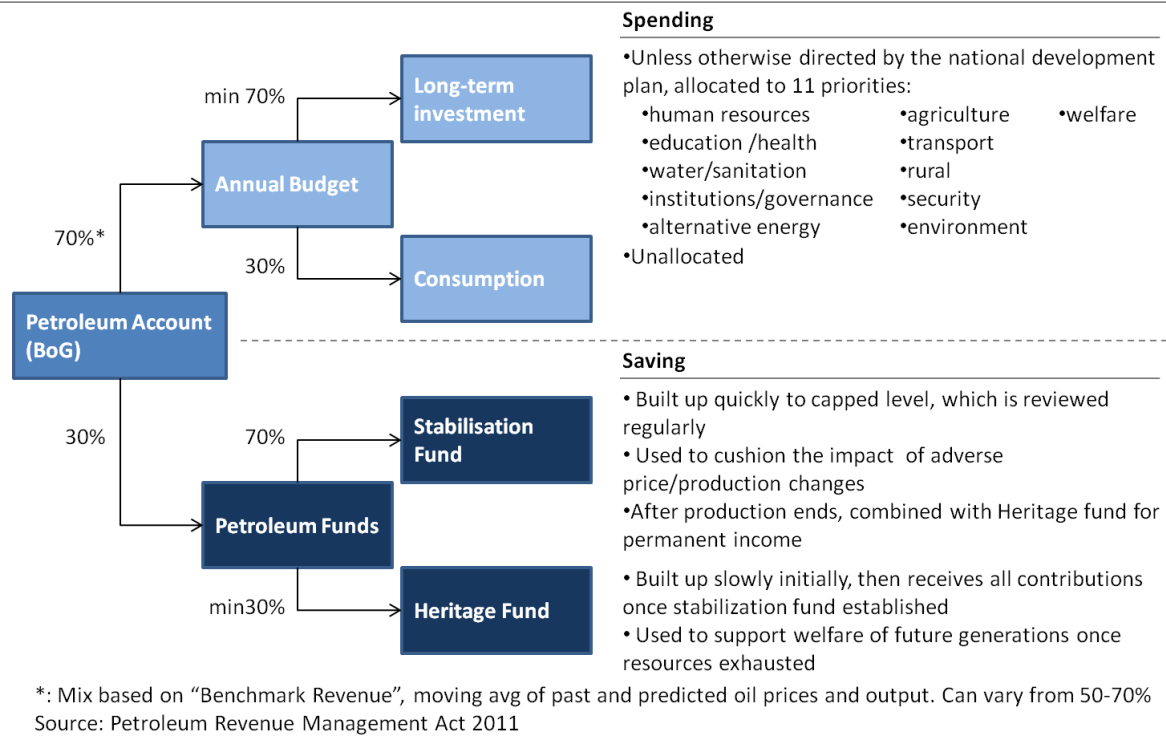 Spending
•Unless otherwise directed by the national development
plan, allocated to 11 priorities:
•human resources
•education /health
•water/sanitation
•institutions/governance
•alternative energy
•agriculture
•transport
•rural
•security
•environment
•welfare
•Unallocated
min 70%
Long-term
investment
Annual Budget
70%*
30%
Consumption
Petroleum Account
(BoG)
Saving
• Built up quickly to capped level, which is reviewed
regularly
• Used to cushion the impact of adverse
price/production changes
•After production ends, combined with Heritage fund for
permanent income
• Built up slowly initially, then receives all contributions
once stabilization fund established
• Used to support welfare of future generations once
resources exhausted
30%
70%
Stabilisation
Fund
Petroleum Funds
min30%
Heritage Fund
*: Mix based on “Benchmark Revenue”, moving avg of past and predicted oil prices and output. Can vary from 50-70%
Source: Petroleum Revenue Management Act 2011